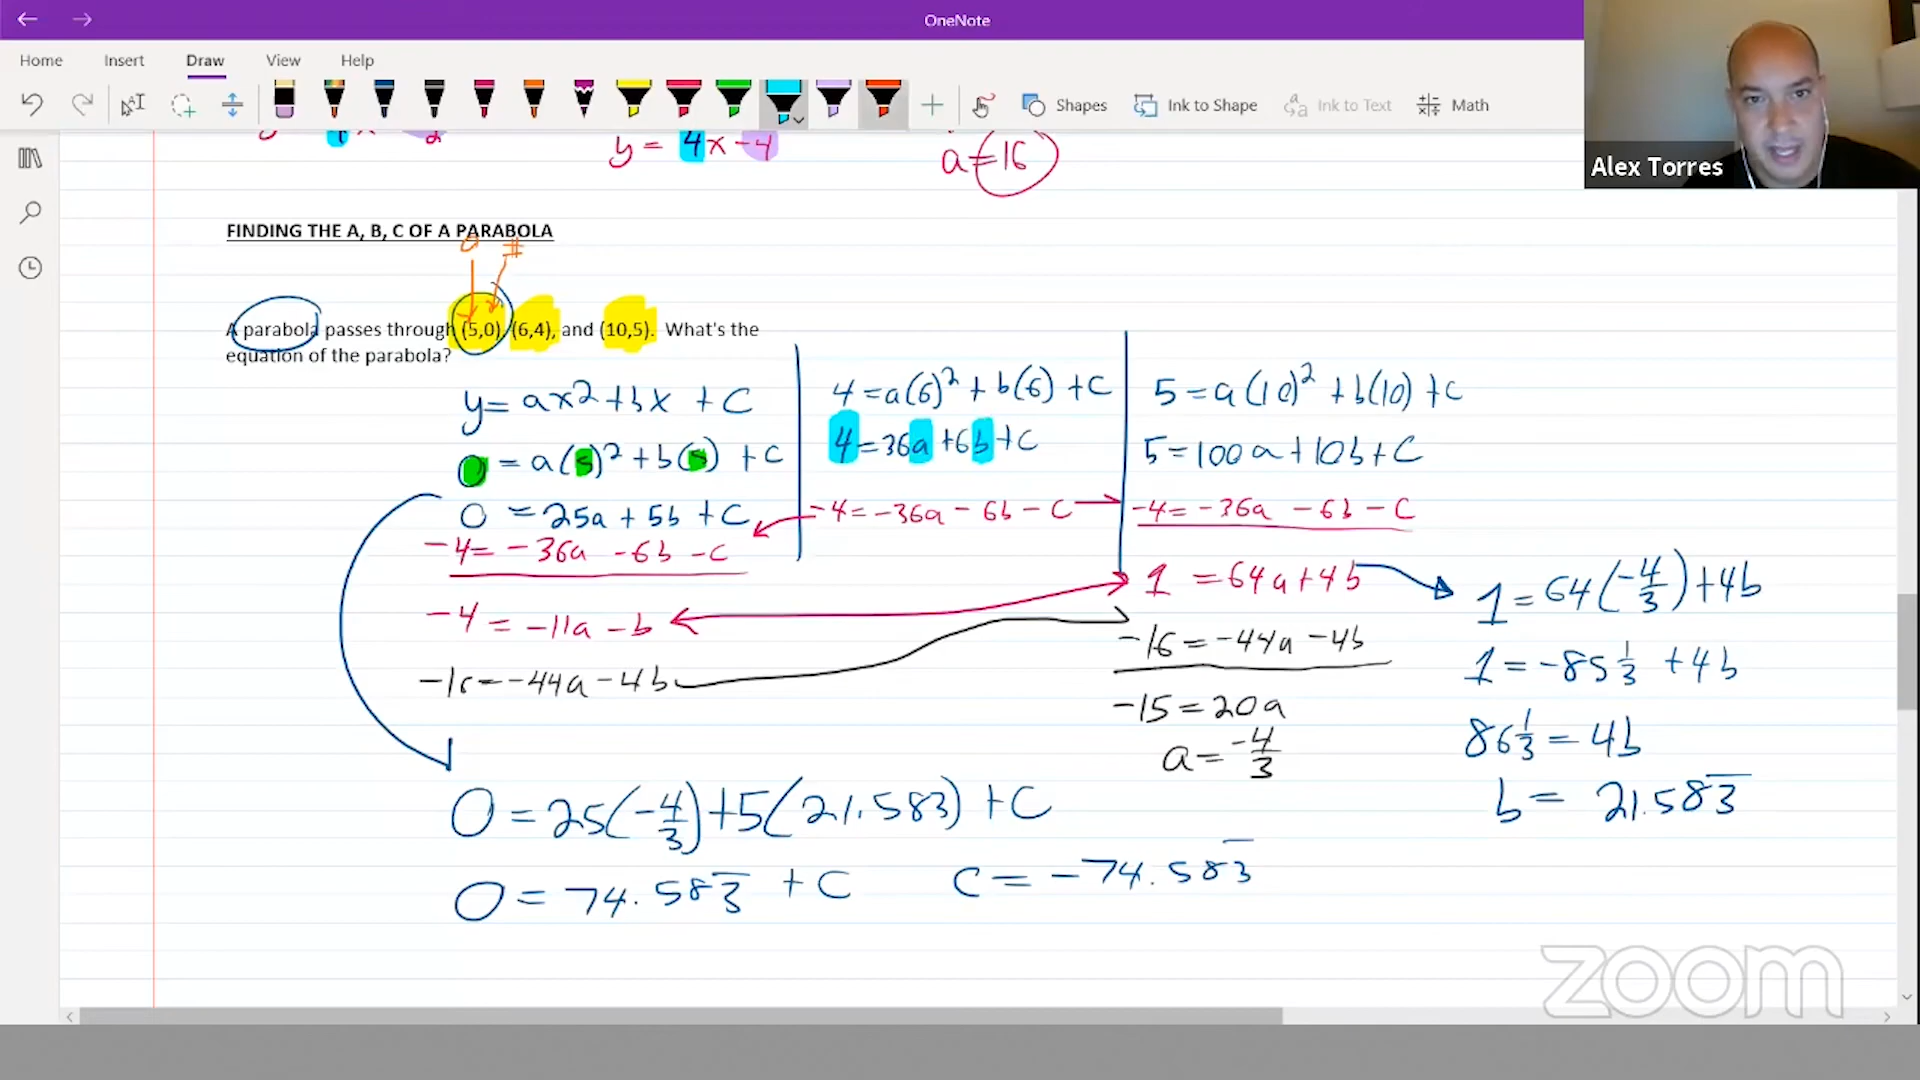 OneNote
Home Insert Draw View Help
Shapes Ink to Shape Ink to Text Math
Alex Torres
y = 4x-4
a=16
FINDING THE A, B, C OF A PARABOLA
0 #
A parabola passes through (5,0), (6,4), and (10,5). What's the
equation of the parabola?
y= ax2+bx +C
0 = a(5)2 +b(5) +C
0 = 25a + 5b +C
-4= -36a -6b -C
-4 = -11a -b
-16=-44a-4b
4=a(6)2 +b(6) +C
4=36a+6b+C
-4=-36a-6b-C
5=a(10)2 +b(10)+C
5=100a+10b+C
-4=-36a -6b-C
1 =64a+4b
-16=-44a-4b
-15=20a
a=-4/3
1=64(-4/3)+4b
1=-85 1/3 +4b
86 1/3 = 4b
b= 21.583̅
0 =25(-4/3)+5(21.583) +C
0 = 74.583̅ +C
C= -74.583̅
zoom